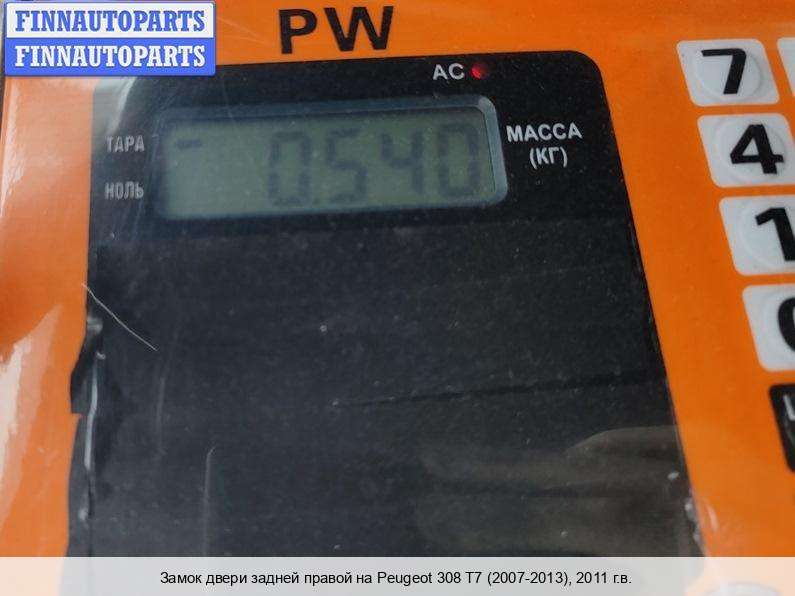 FINNAUTOPARTS
FINNAUTOPARTS
PW
AC
ТАРА
НОЛЬ
0.540
МАССА
(КГ)
7
4
1
0
Замок двери задней правой на Peugeot 308 T7 (2007-2013), 2011 г.в.